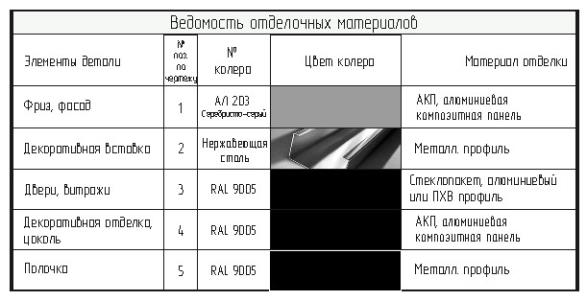 Ведомость отделочных материалов
Элементы детали
№
поз.
по
чертежу
№
колера
Цвет колера
Материал отделки
Фриз, фасад
1
АЛ 203
Серебристо-серый
АКП, алюминиевая
композитная панель
Декоративная вставка
2
Нержавеющая
сталь
Металл. профиль
Двери, витражи
3
RAL 9005
Стеклопакет, алюминиевый
или ПХВ профиль
Декоративная отделка,
цоколь
4
RAL 9005
АКП, алюминиевая
композитная панель
Полочка
5
RAL 9005
Металл. профиль